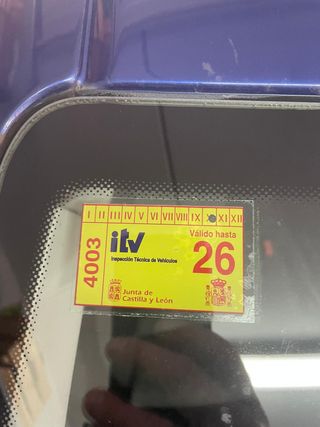 I II III IV V VI VII VIII IX X XI XII
4003
itv
Inspección Técnica de Vehículos
Válido hasta
26
Junta de
Castilla y León